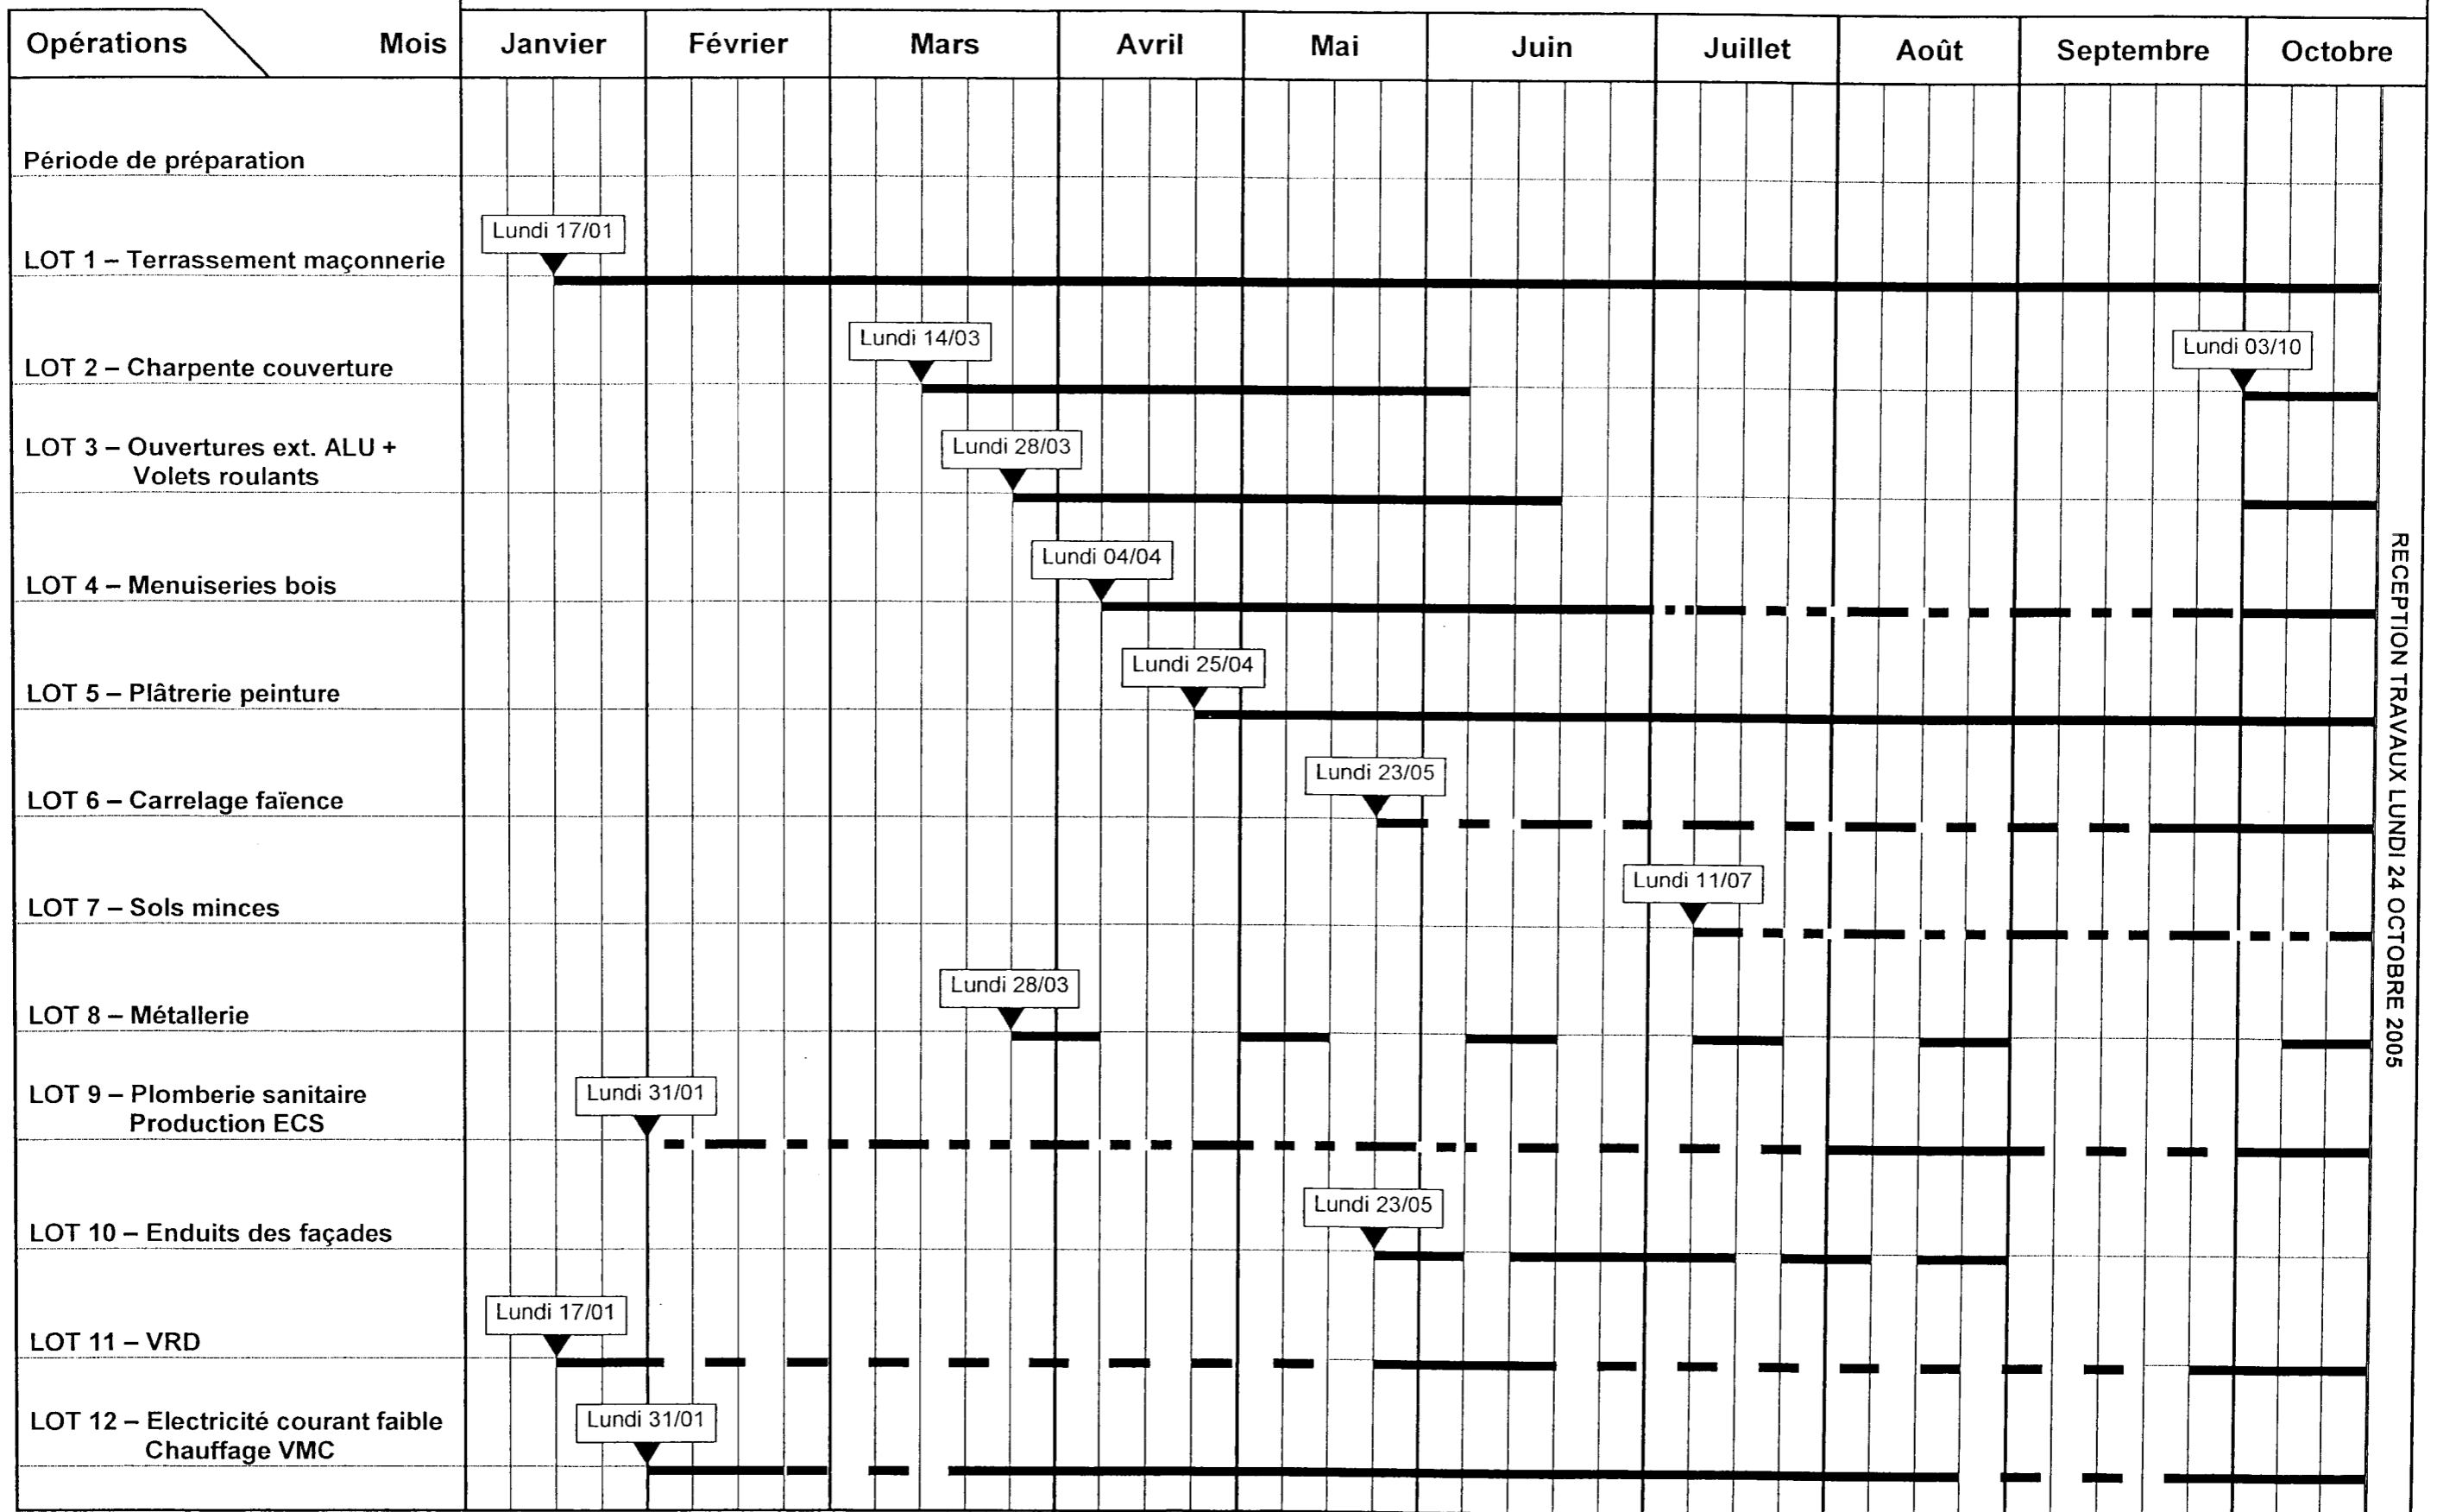 Opérations Mois Janvier Février Mars Avril Mai Juin Juillet Août Septembre Octobre
Période de préparation
Lundi 17/01
LOT 1 – Terrassement maçonnerie
Lundi 14/03
Lundi 03/10
LOT 2 – Charpente couverture
LOT 3 – Ouvertures ext. ALU +
Lundi 28/03
Volets roulants
Lundi 04/04
LOT 4 – Menuiseries bois
Lundi 25/04
LOT 5 – Plâtrerie peinture
Lundi 23/05
LOT 6 – Carrelage faïence
Lundi 11/07
LOT 7 – Sols minces
Lundi 28/03
LOT 8 – Métallerie
LOT 9 – Plomberie sanitaire
Lundi 31/01
Production ECS
Lundi 23/05
LOT 10 – Enduits des façades
Lundi 17/01
LOT 11 – VRD
LOT 12 – Electricité courant faible
Lundi 31/01
Chauffage VMC
RECEPTION TRAVAUX LUNDI 24 OCTOBRE 2005